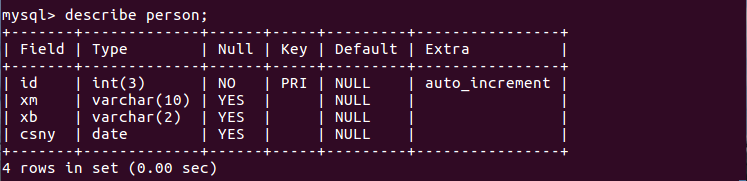 mysql> describe person;
+-------+-------------+------+-----+---------+----------------+
| Field | Type        | Null | Key | Default | Extra          |
+-------+-------------+------+-----+---------+----------------+
| id    | int(3)      | NO   | PRI | NULL    | auto_increment |
| xm    | varchar(10) | YES  |     | NULL    |                |
| xb    | varchar(2)  | YES  |     | NULL    |                |
| csny  | date        | YES  |     | NULL    |                |
+-------+-------------+------+-----+---------+----------------+
4 rows in set (0.00 sec)